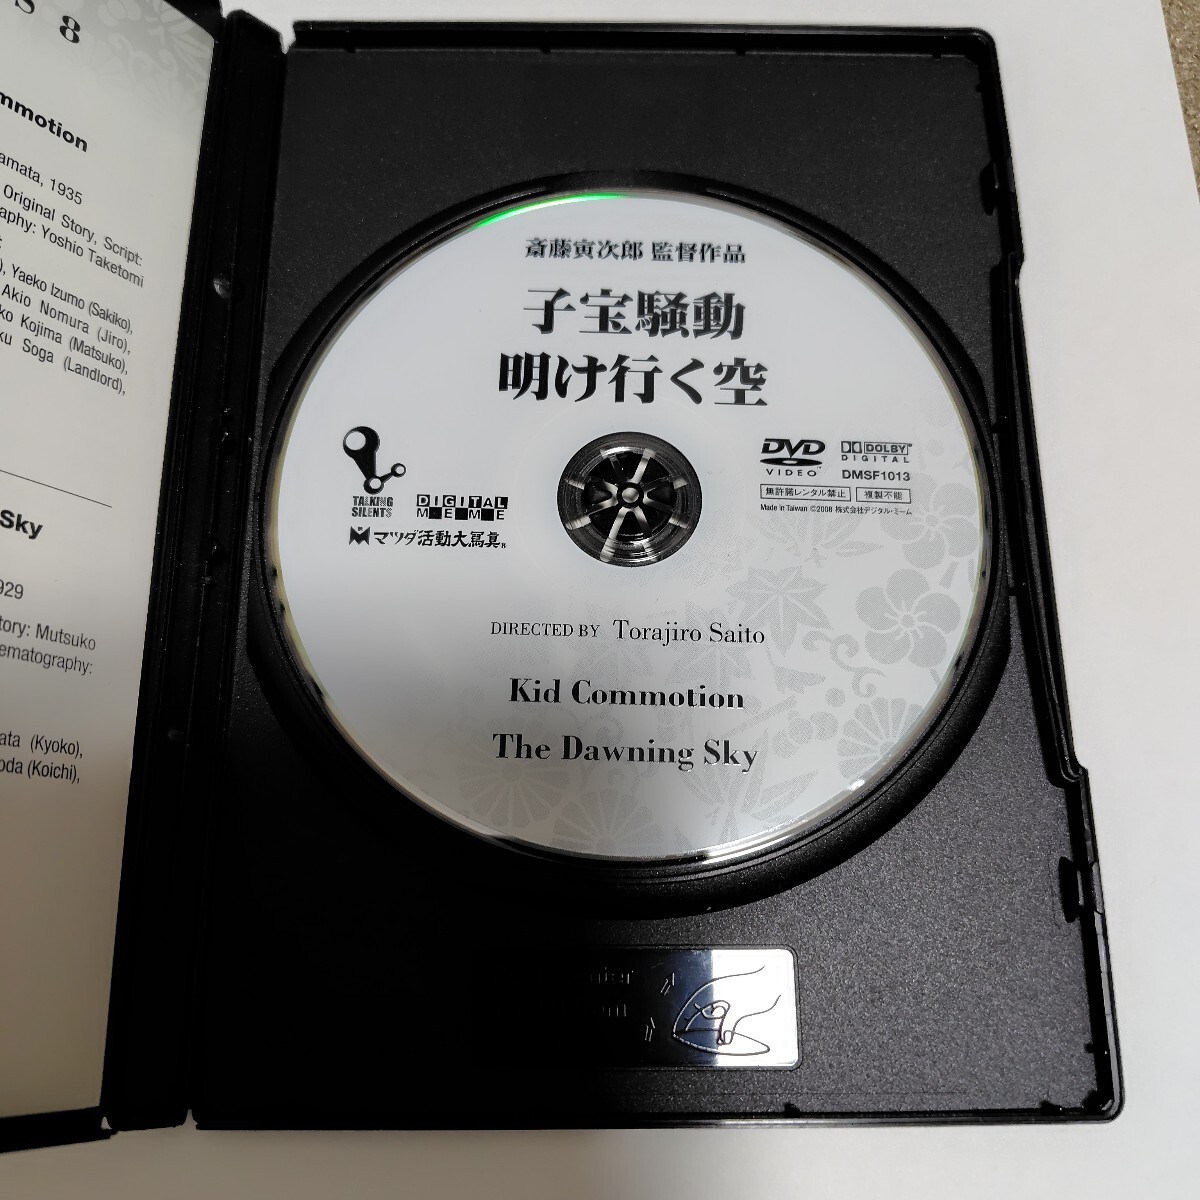 S 8
mmotion
amata, 1935
Original Story, Script:
aphy: Yoshio Taketomi
), Yaeko Izumo (Sakiko),
Akio Nomura (Jiro),
ko Kojima (Matsuko),
ku Soga (Landlord),
Sky
929
tory: Mutsuko
ematography:
ata (Kyoko),
oda (Koichi),
斎藤寅次郎 監督作品
子宝騒動
明け行く空
TALKING
SILENTS
DIGITAL
MEME
マツダ活動大写真®
DVD
VIDEO™
DOLBY®
DIGITAL
DMSF1013
無許諾レンタル禁止 複製不能
Made in Taiwan ©2008 株式会社デジタル・ミーム
DIRECTED BY Torajiro Saito
Kid Commotion
The Dawning Sky